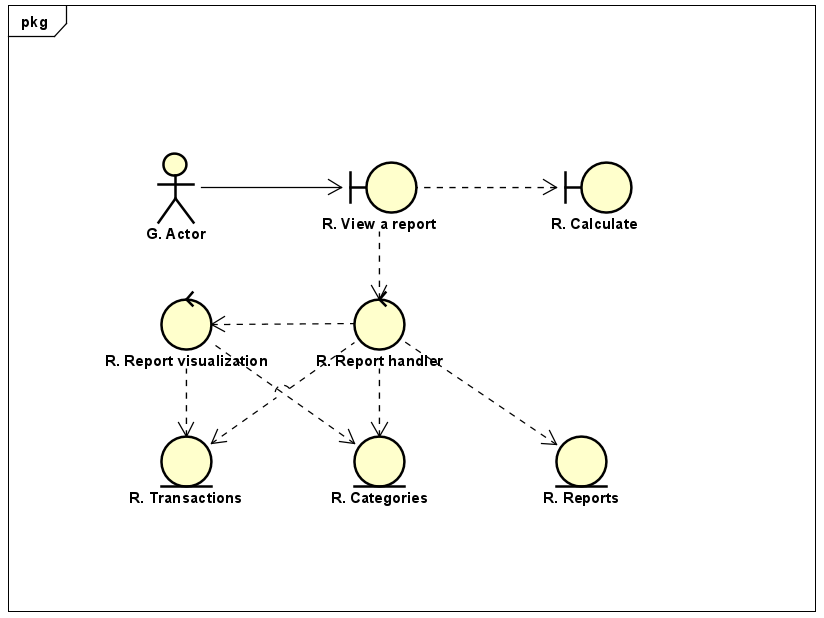 pkg
G. Actor
R. View a report
R. Calculate
R. Report visualization
R. Report handler
R. Transactions
R. Categories
R. Reports